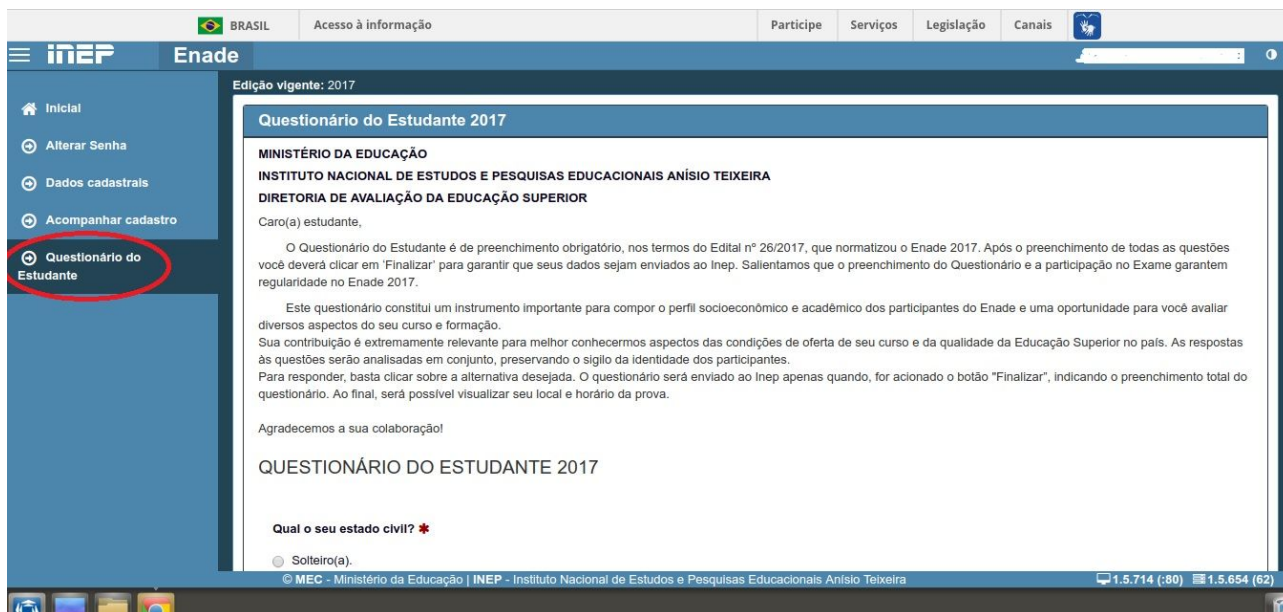 BRASIL Acesso à informação Participe Serviços Legislação Canais
inep Enade
Edição vigente: 2017
Inicial
Alterar Senha
Dados cadastrais
Acompanhar cadastro
Questionário do
Estudante
Questionário do Estudante 2017
MINISTÉRIO DA EDUCAÇÃO
INSTITUTO NACIONAL DE ESTUDOS E PESQUISAS EDUCACIONAIS ANÍSIO TEIXEIRA
DIRETORIA DE AVALIAÇÃO DA EDUCAÇÃO SUPERIOR
Caro(a) estudante,
O Questionário do Estudante é de preenchimento obrigatório, nos termos do Edital nº 26/2017, que normatizou o Enade 2017. Após o preenchimento de todas as questões
você deverá clicar em 'Finalizar' para garantir que seus dados sejam enviados ao Inep. Salientamos que o preenchimento do Questionário e a participação no Exame garantem
regularidade no Enade 2017.
Este questionário constitui um instrumento importante para compor o perfil socioeconômico e acadêmico dos participantes do Enade e uma oportunidade para você avaliar
diversos aspectos do seu curso e formação.
Sua contribuição é extremamente relevante para melhor conhecermos aspectos das condições de oferta de seu curso e da qualidade da Educação Superior no país. As respostas
às questões serão analisadas em conjunto, preservando o sigilo da identidade dos participantes.
Para responder, basta clicar sobre a alternativa desejada. O questionário será enviado ao Inep apenas quando, for acionado o botão "Finalizar", indicando o preenchimento total do
questionário. Ao final, será possível visualizar seu local e horário da prova.
Agradecemos a sua colaboração!
QUESTIONÁRIO DO ESTUDANTE 2017
Qual o seu estado civil? ✱
Solteiro(a).
© MEC - Ministério da Educação | INEP - Instituto Nacional de Estudos e Pesquisas Educacionais Anísio Teixeira 1.5.714 (:80) 1.5.654 (62)